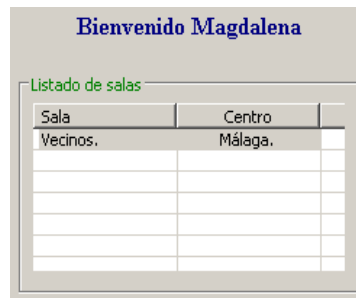 Bienvenido Magdalena
Listado de salas
Sala Centro
Vecinos. Málaga.